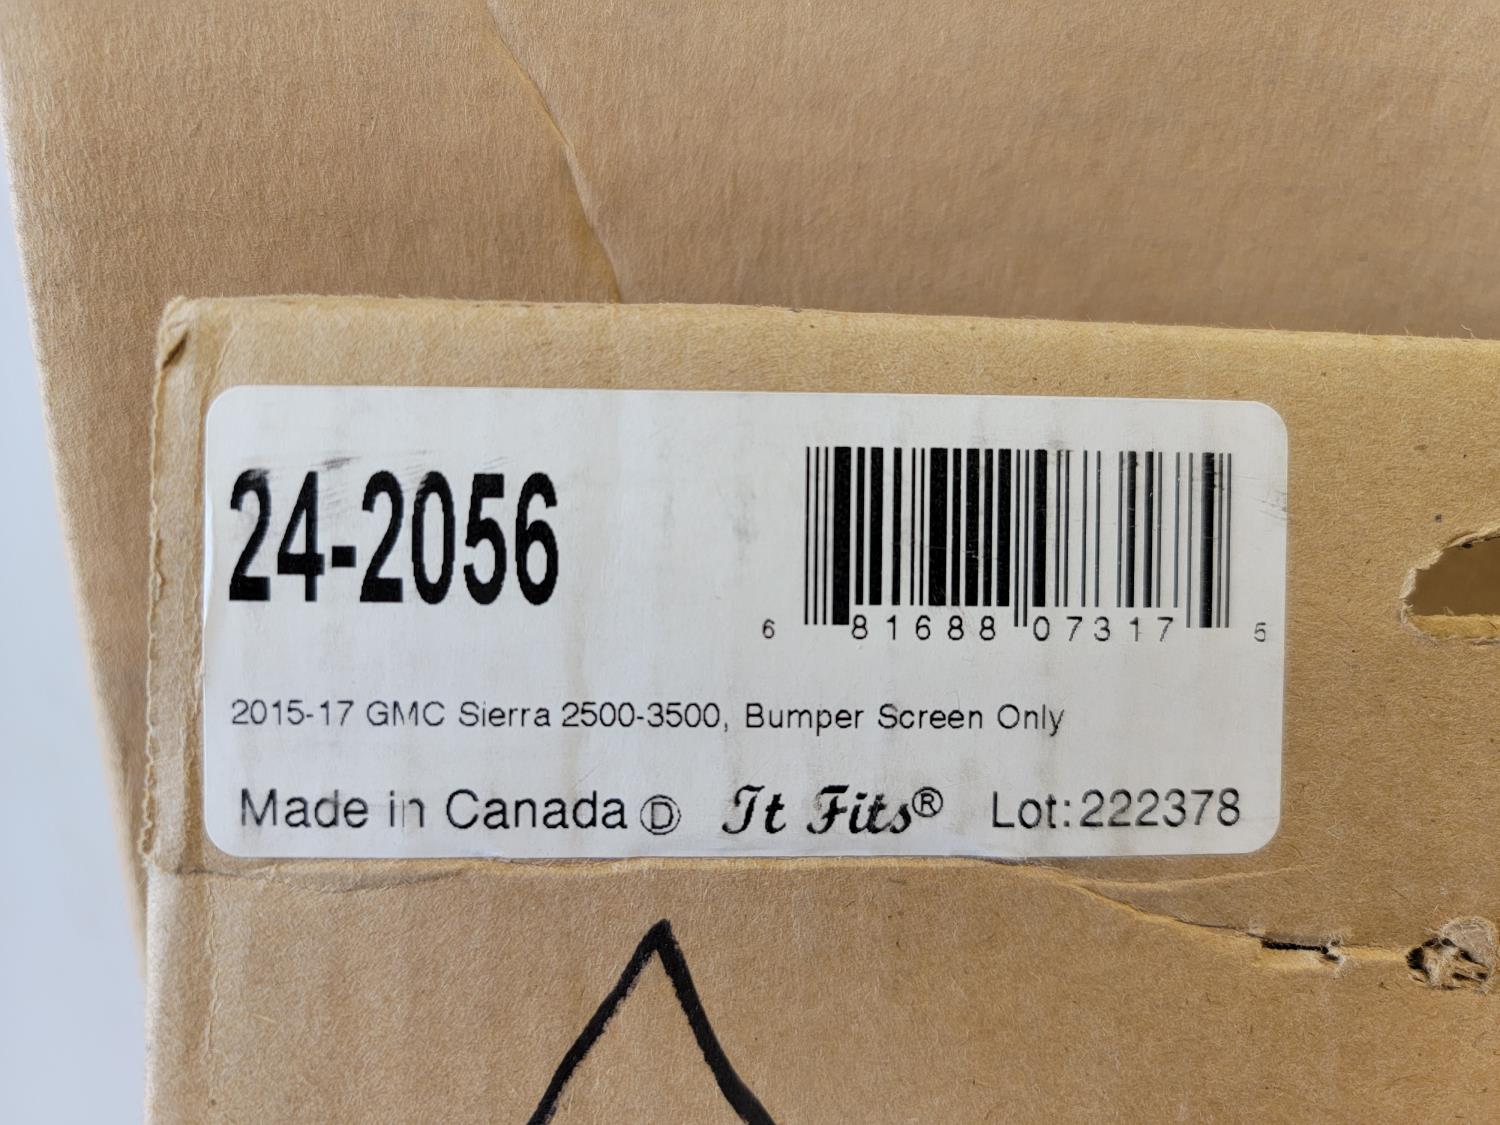 24-2056
6 81688 07317 5
2015-17 GMC Sierra 2500-3500, Bumper Screen Only
Made in Canada Ⓓ It Fits® Lot:222378